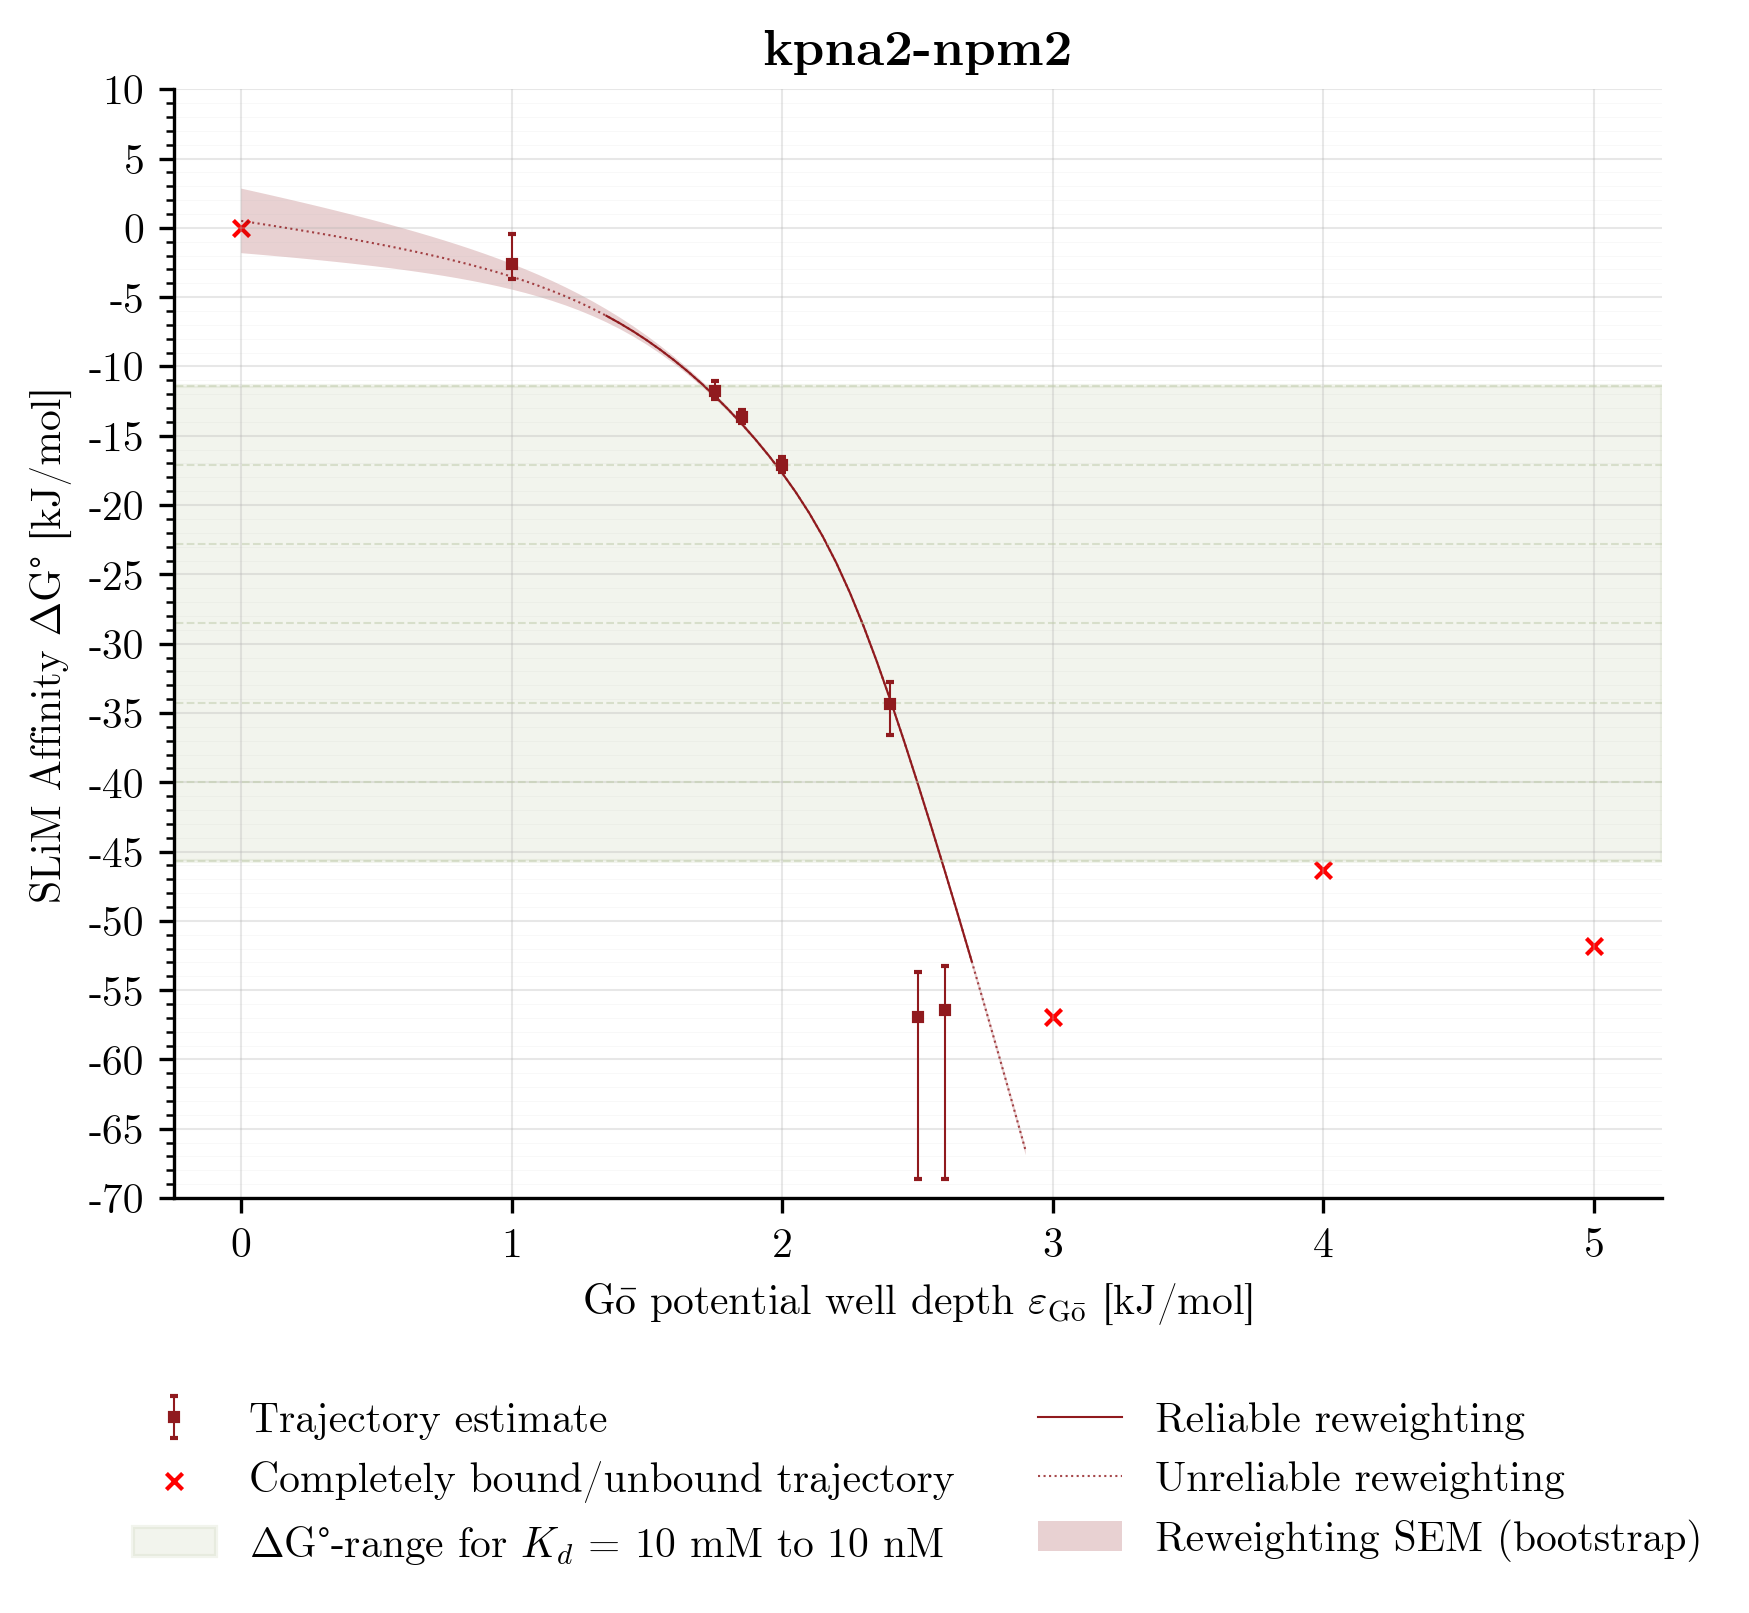 kpna2-npm2
10
5
0
-5
-10
-15
-20
-25
-30
-35
-40
-45
-50
-55
-60
-65
-70
SLiM Affinity ΔG° [kJ/mol]
0 1 2 3 4 5
Gō potential well depth ε_Gō [kJ/mol]
Trajectory estimate
Completely bound/unbound trajectory
ΔG°-range for K_d = 10 mM to 10 nM
Reliable reweighting
Unreliable reweighting
Reweighting SEM (bootstrap)